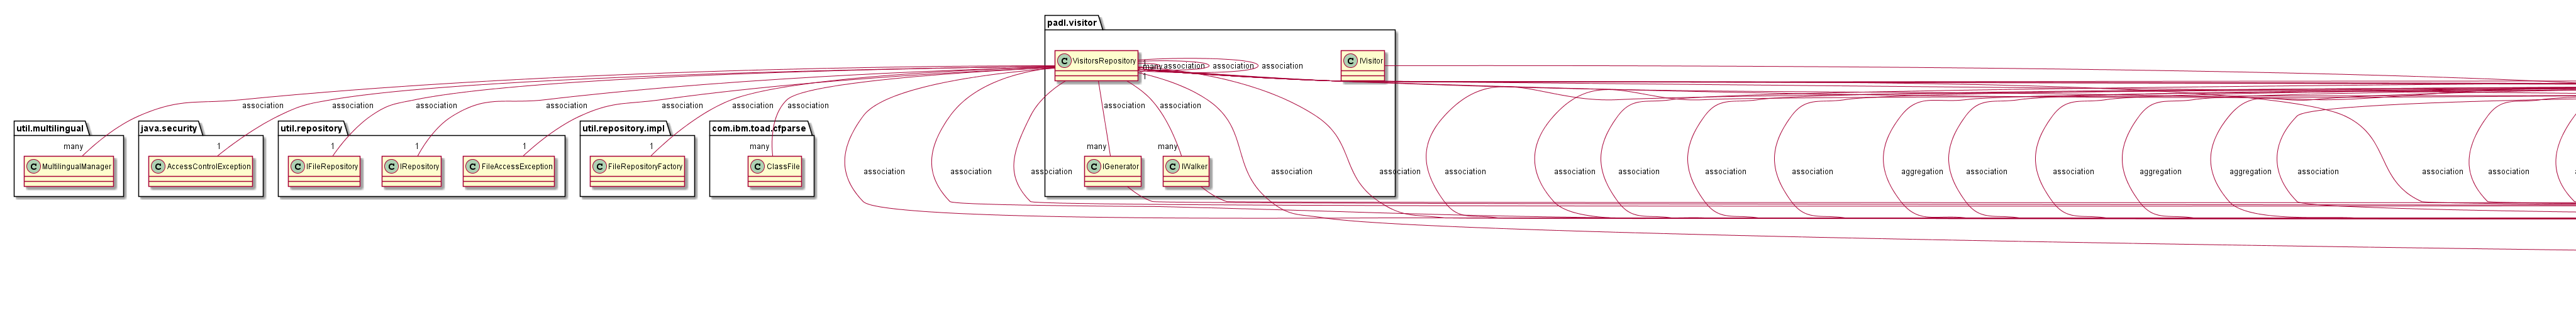 padl.visitor
C VisitorsRepository
C IVisitor
1
many
1
association
association
association
association
association
association
association
association
association
association
association
association
util.multilingual
java.security
util.repository
util.repository.impl
com.ibm.toad.cfparse
many
1
1
1
1
1
many
many
many
C MultilingualManager
C AccessControlException
C IFileRepository
C IRepository
C FileAccessException
C FileRepositoryFactory
C ClassFile
C IGenerator
C IWalker
association
association
association
association
association
association
association
association
association
association
aggregation
association
association
aggregation
aggregation
association
association
association